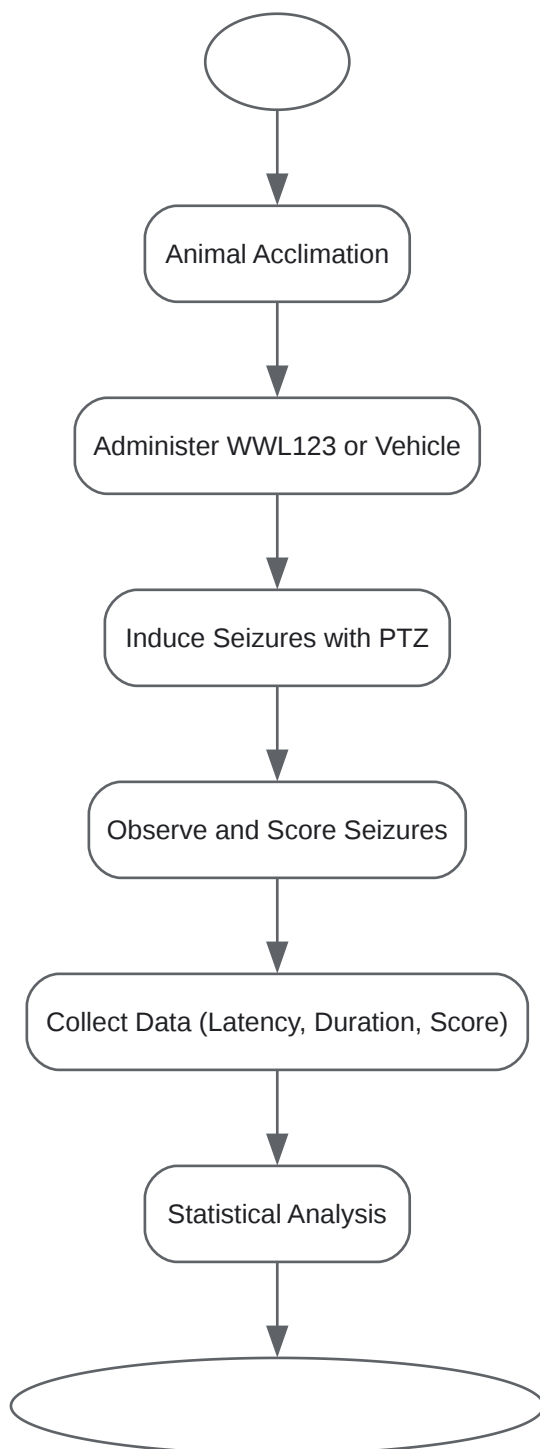 Animal Acclimation
Administer WWL123 or Vehicle
Induce Seizures with PTZ
Observe and Score Seizures
Collect Data (Latency, Duration, Score)
Statistical Analysis